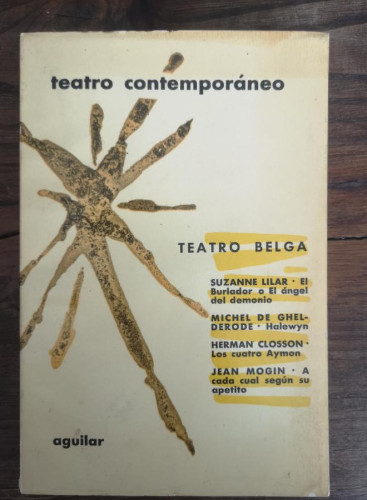 teatro contemporáneo
TEATRO BELGA
SUZANNE LILAR · El
Burlador o El ángel
del demonio
MICHEL DE GHEL-
DERODE · Halewyn
HERMAN CLOSSON ·
Los cuatro Aymon
JEAN MOGIN · A
cada cual según su
apetito
aguilar